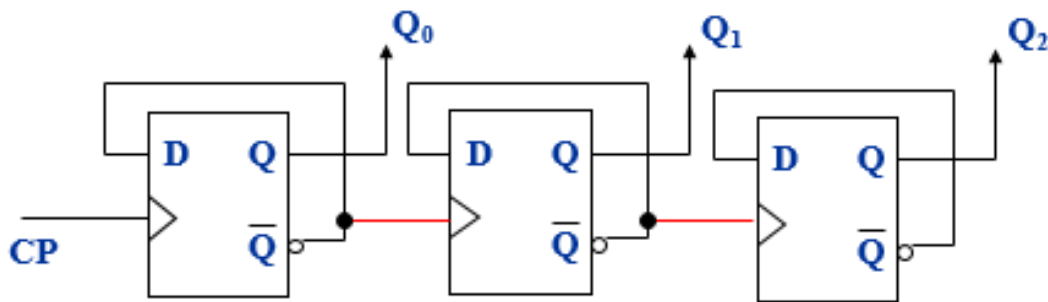 Q₀ Q₁ Q₂
D Q D Q D Q
CP Q̅ Q̅ Q̅